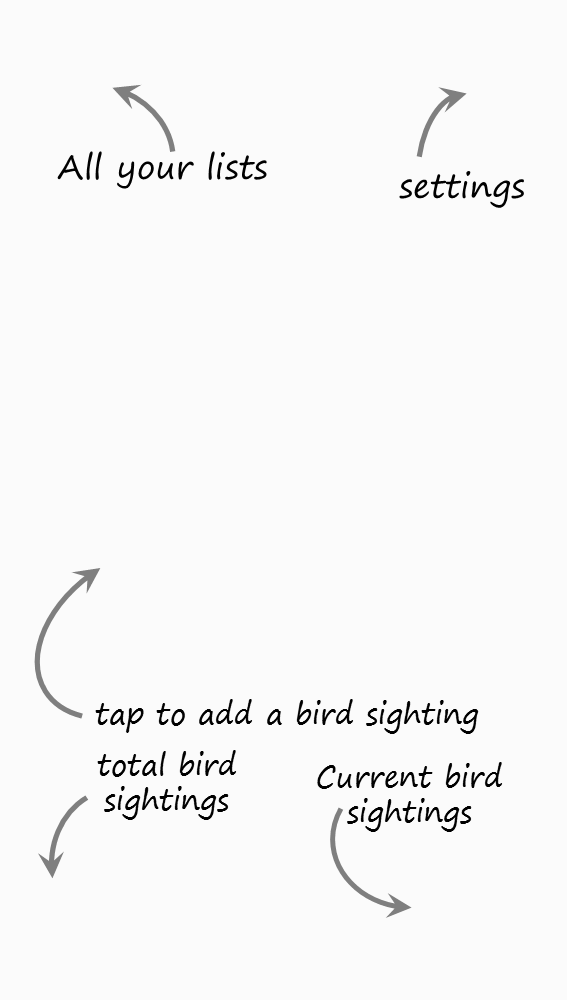 All your lists
settings
tap to add a bird sighting
total bird
sightings
Current bird
sightings